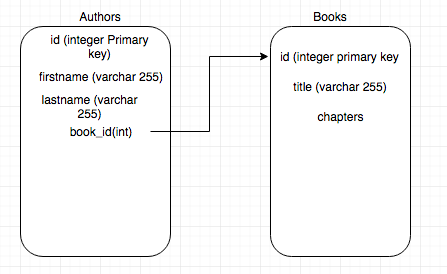 Authors
id (integer Primary
key)
firstname (varchar 255)
lastname (varchar
255)
book_id(int)
Books
id (integer primary key
title (varchar 255)
chapters